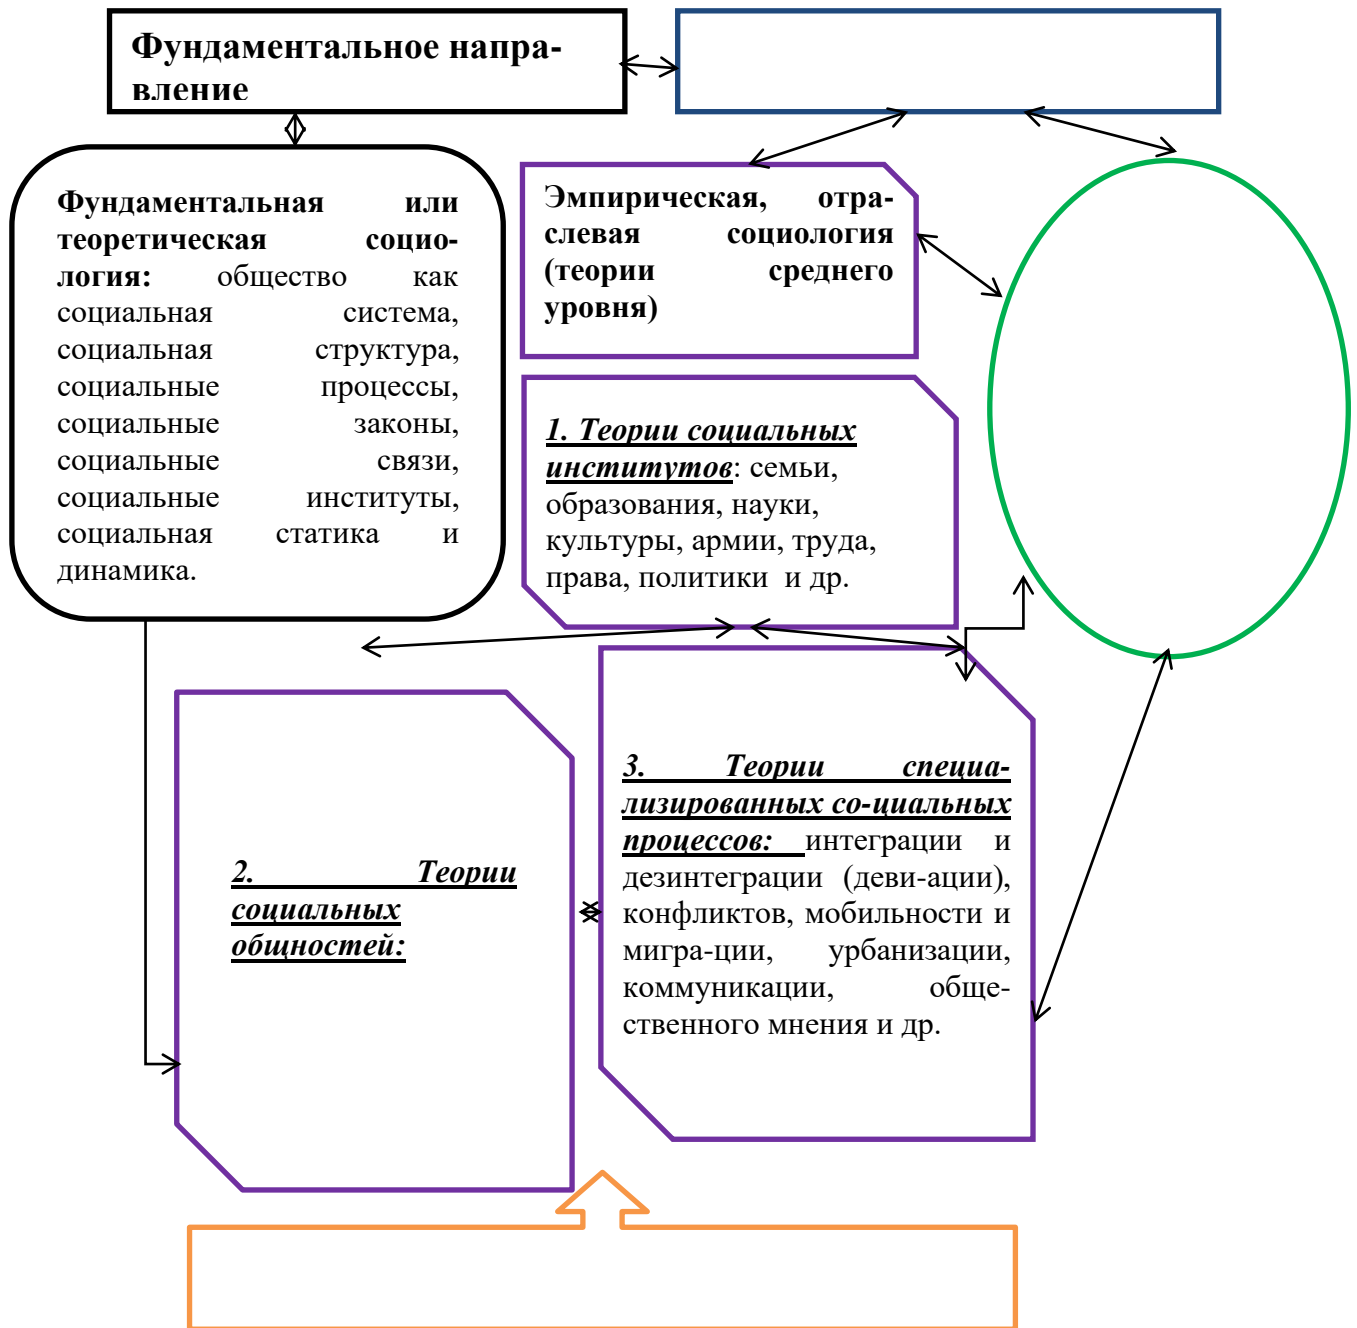 Фундаментальное напра-
вление
Фундаментальная или
теоретическая социо-
логия: общество как
социальная система,
социальная структура,
социальные процессы,
социальные законы,
социальные связи,
социальные институты,
социальная статика и
динамика.
Эмпирическая, отра-
слевая социология
(теории среднего
уровня)
1. Теории социальных
институтов: семьи,
образования, науки,
культуры, армии, труда,
права, политики и др.
2. Теории
социальных
общностей:
3. Теории специа-
лизированных со-циальных
процессов: интеграции и
дезинтеграции (деви-ации),
конфликтов, мобильности и
мигра-ции, урбанизации,
коммуникации, обще-
ственного мнения и др.